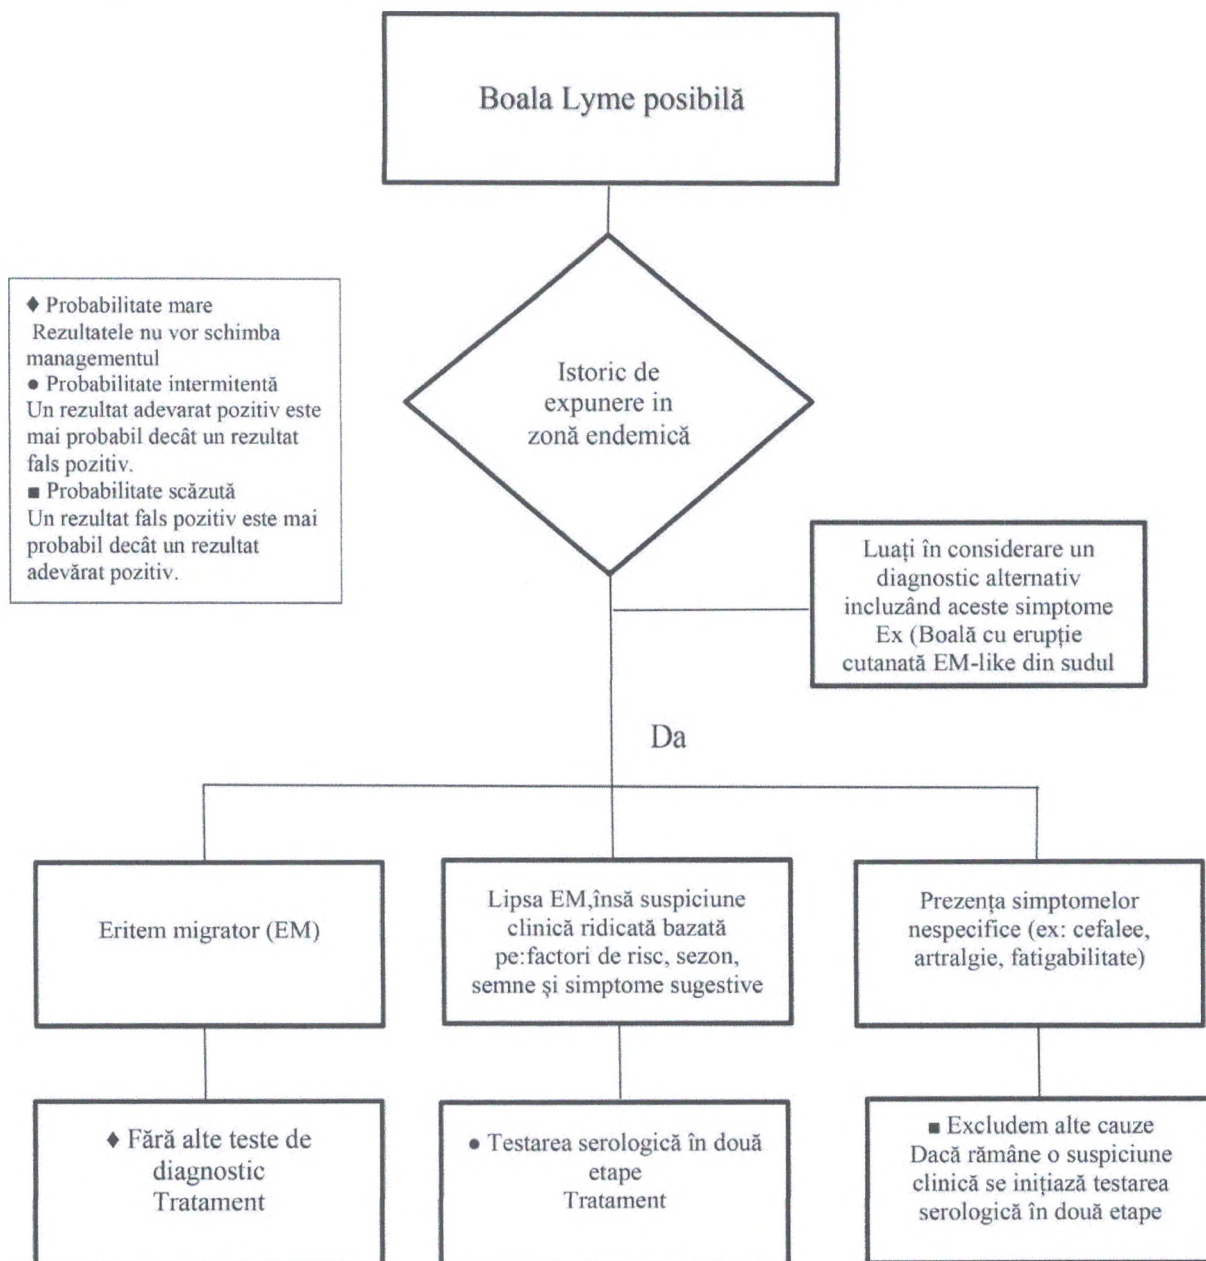 Boala Lyme posibilă
♦ Probabilitate mare
Rezultatele nu vor schimba
managementul
● Probabilitate intermitentă
Un rezultat adevarat pozitiv este
mai probabil decât un rezultat
fals pozitiv.
■ Probabilitate scăzută
Un rezultat fals pozitiv este mai
probabil decât un rezultat
adevărat pozitiv.
Istoric de
expunere in
zonă endemică
Luați în considerare un
diagnostic alternativ
incluzând aceste simptome
Ex (Boală cu erupție
cutanată EM-like din sudul
Da
Eritem migrator (EM)
Lipsa EM,însă suspiciune
clinică ridicată bazată
pe:factori de risc, sezon,
semne și simptome sugestive
Prezența simptomelor
nespecifice (ex: cefalee,
artralgie, fatigabilitate)
♦ Fără alte teste de
diagnostic
Tratament
● Testarea serologică în două
etape
Tratament
■ Excludem alte cauze
Dacă rămâne o suspiciune
clinică se inițiază testarea
serologică în două etape